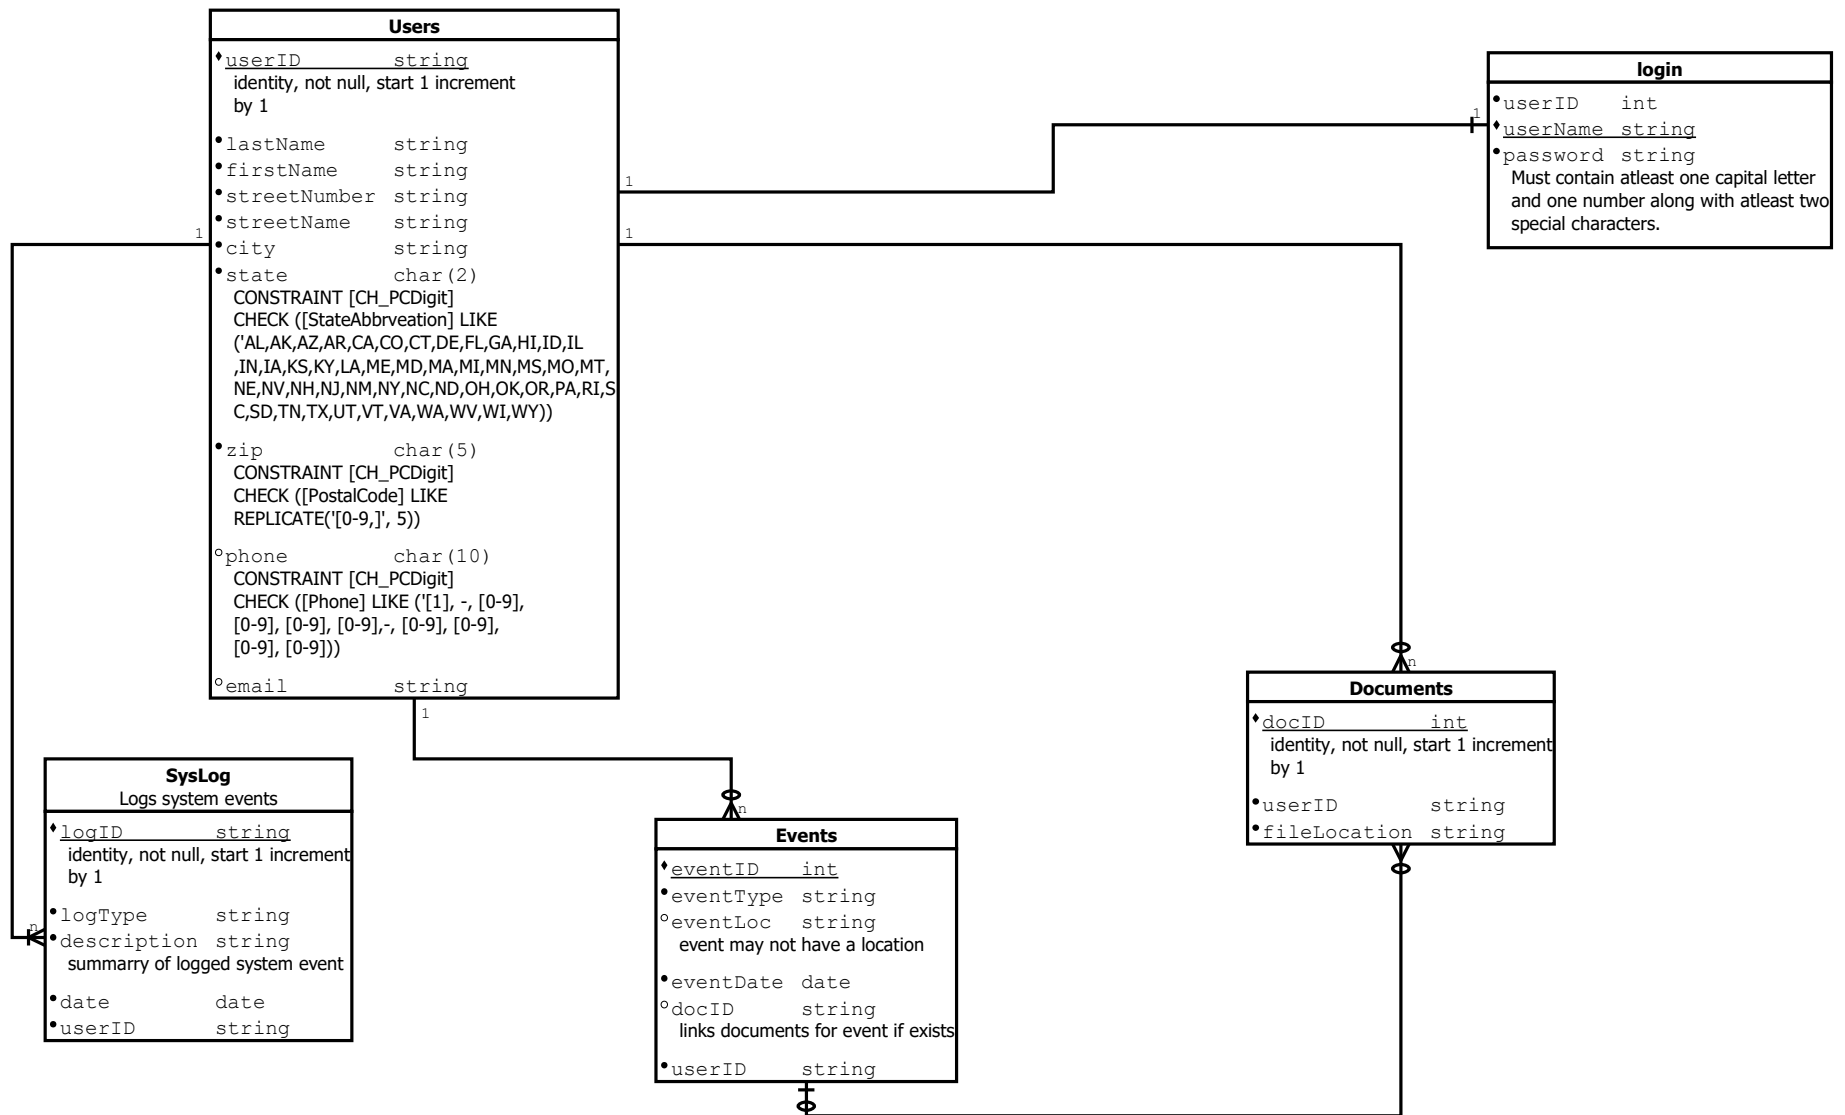 Users
userID string
identity, not null, start 1 increment
by 1
lastName string
firstName string
streetNumber string
streetName string
city string
state char(2)
CONSTRAINT [CH_PCDigit]
CHECK ([StateAbbrveation] LIKE
('AL,AK,AZ,AR,CA,CO,CT,DE,FL,GA,HI,ID,IL
,IN,IA,KS,KY,LA,ME,MD,MA,MI,MN,MS,MO,MT,
NE,NV,NH,NJ,NM,NY,NC,ND,OH,OK,OR,PA,RI,S
C,SD,TN,TX,UT,VT,VA,WA,WV,WI,WY))
zip char(5)
CONSTRAINT [CH_PCDigit]
CHECK ([PostalCode] LIKE
REPLICATE('[0-9,]', 5))
phone char(10)
CONSTRAINT [CH_PCDigit]
CHECK ([Phone] LIKE ('[1], -, [0-9],
[0-9], [0-9], [0-9],-, [0-9], [0-9],
[0-9], [0-9]))
email string
1
1
1
1
login
userID int
userName string
password string
Must contain atleast one capital letter
and one number along with atleast two
special characters.
1
SysLog
Logs system events
logID string
identity, not null, start 1 increment
by 1
logType string
description string
summarry of logged system event
date date
userID string
n
Events
eventID int
eventType string
eventLoc string
event may not have a location
eventDate date
docID string
links documents for event if exists
userID string
n
Documents
docID int
identity, not null, start 1 increment
by 1
userID string
fileLocation string
n